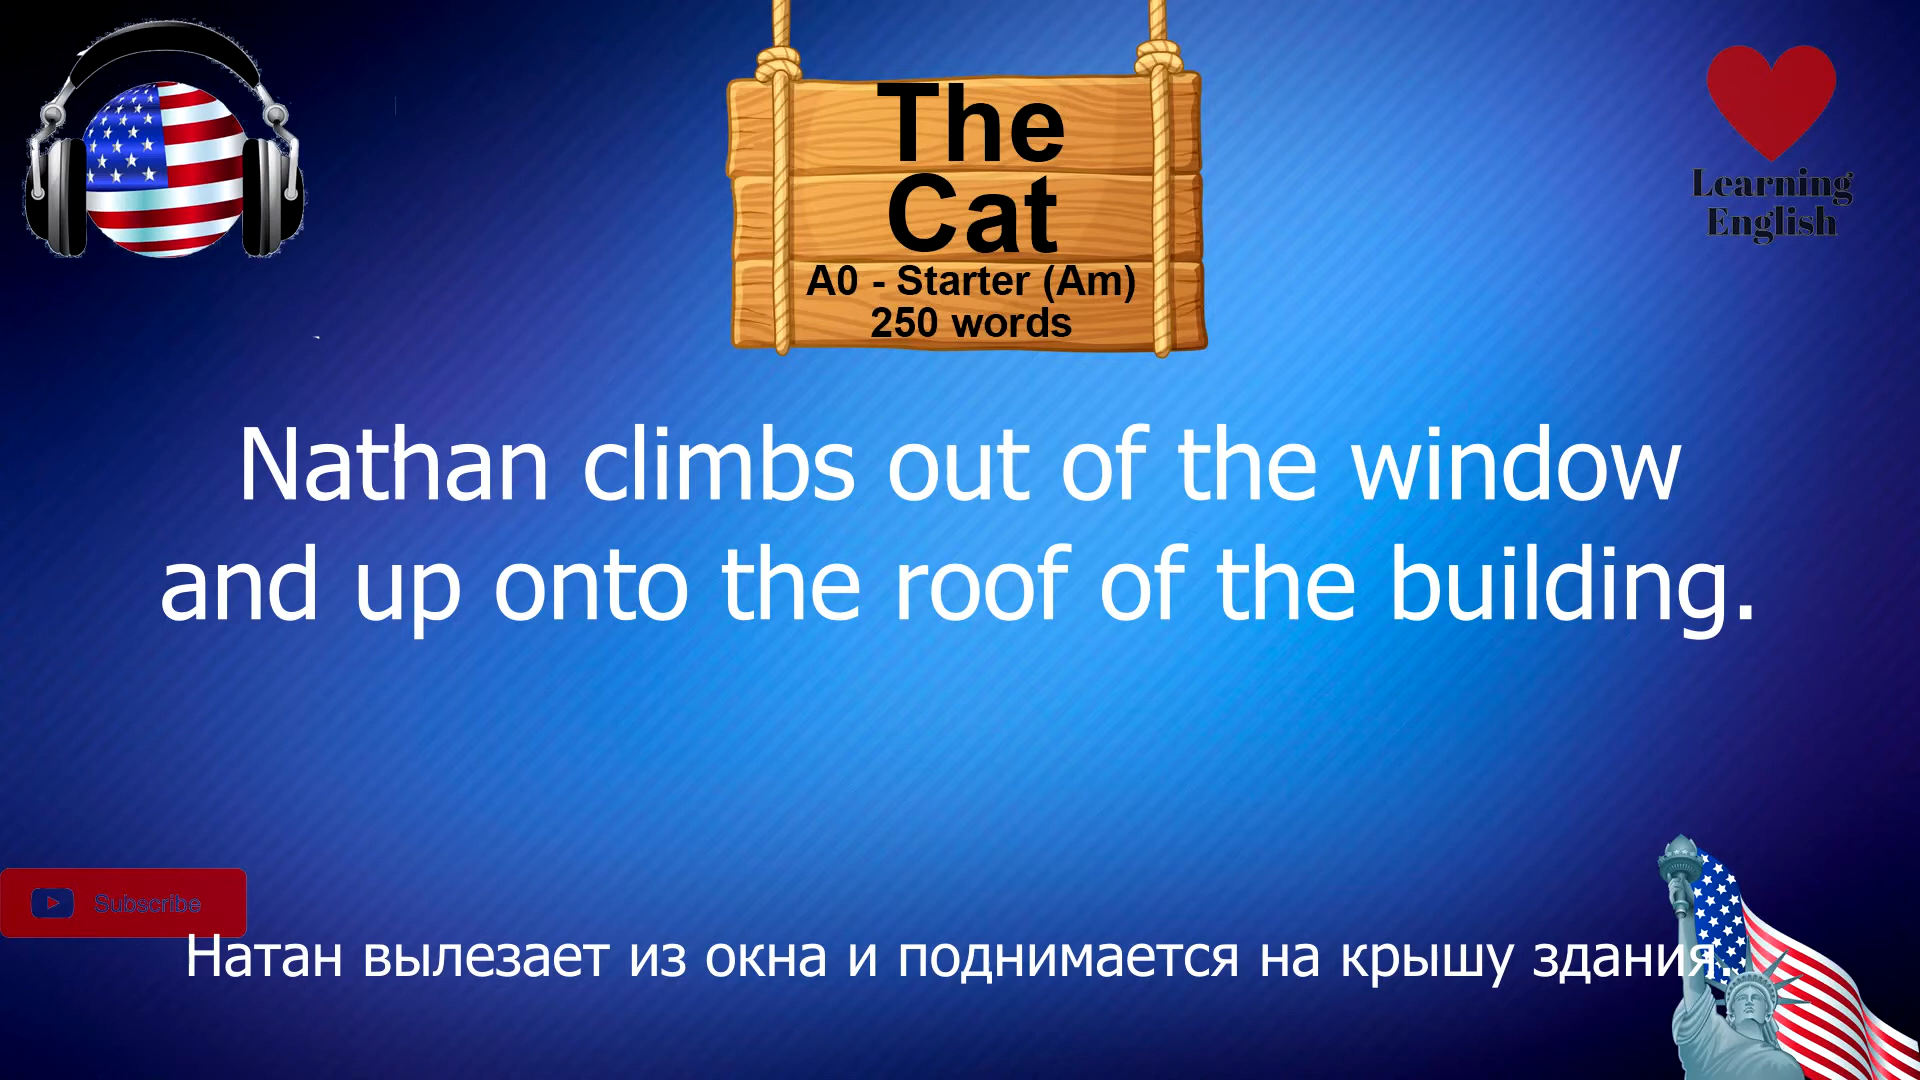 The
Cat
A0 - Starter (Am)
250 words
Learning
English
Nathan climbs out of the window
and up onto the roof of the building.
Subscribe
Натан вылезает из окна и поднимается на крышу здания.